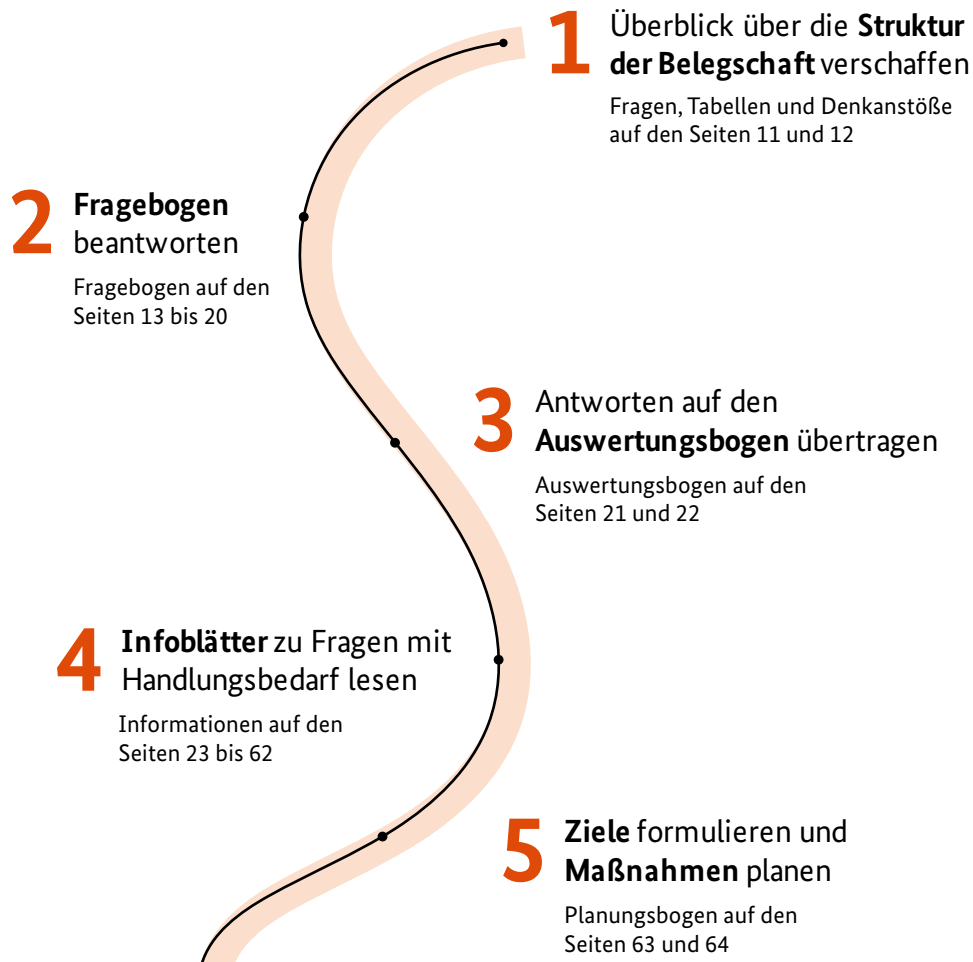 1
Überblick über die Struktur
der Belegschaft verschaffen
Fragen, Tabellen und Denkanstöße
auf den Seiten 11 und 12
2
Fragebogen
beantworten
Fragebogen auf den
Seiten 13 bis 20
3
Antworten auf den
Auswertungsbogen übertragen
Auswertungsbogen auf den
Seiten 21 und 22
4
Infoblätter zu Fragen mit
Handlungsbedarf lesen
Informationen auf den
Seiten 23 bis 62
5
Ziele formulieren und
Maßnahmen planen
Planungsbogen auf den
Seiten 63 und 64